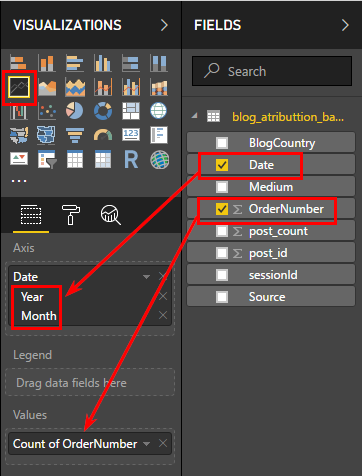 VISUALIZATIONS
R
123
...
Axis
Date
Year
Month
Legend
Drag data fields here
Values
Count of OrderNumber
FIELDS
Search
blog_atributtion_ba...
BlogCountry
Date
Medium
Σ OrderNumber
Σ post_count
Σ post_id
sessionId
Source